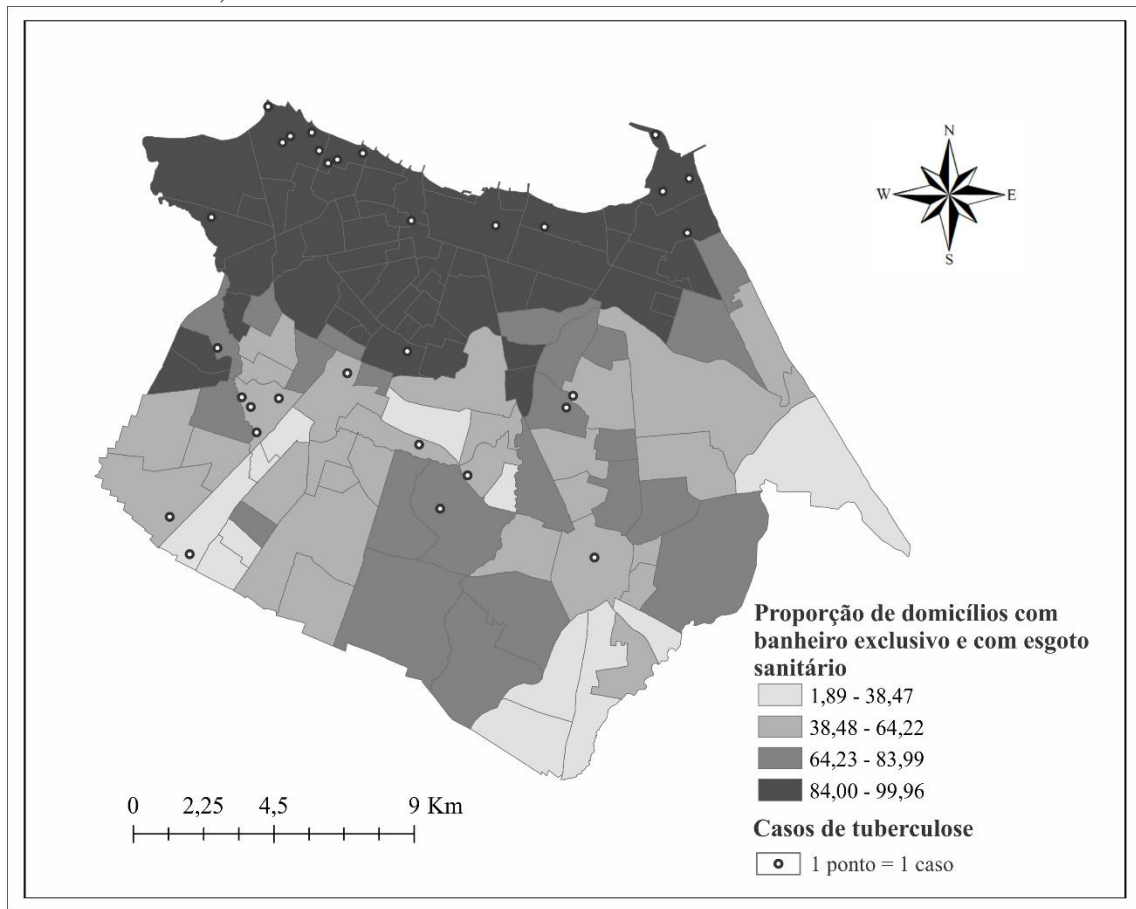 N
W
E
S
Proporção de domicílios com
banheiro exclusivo e com esgoto
sanitário
1,89 - 38,47
38,48 - 64,22
64,23 - 83,99
84,00 - 99,96
0 2,25 4,5 9 Km
Casos de tuberculose
1 ponto = 1 caso